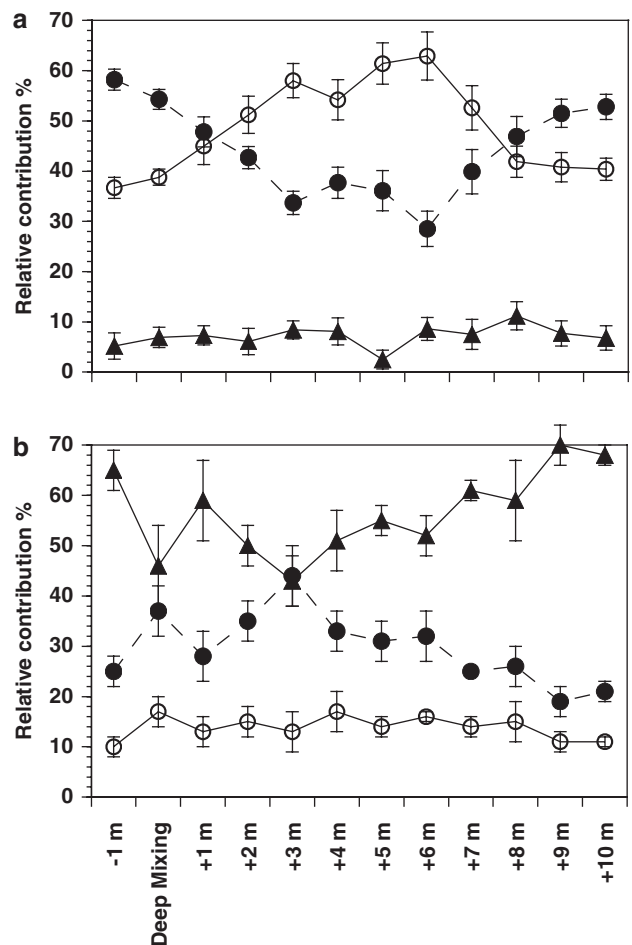 a
Relative contribution %
70
60
50
40
30
20
10
0
b
Relative contribution %
70
60
50
40
30
20
10
0
-1 m
Deep Mixing
+1 m
+2 m
+3 m
+4 m
+5 m
+6 m
+7 m
+8 m
+9 m
+10 m